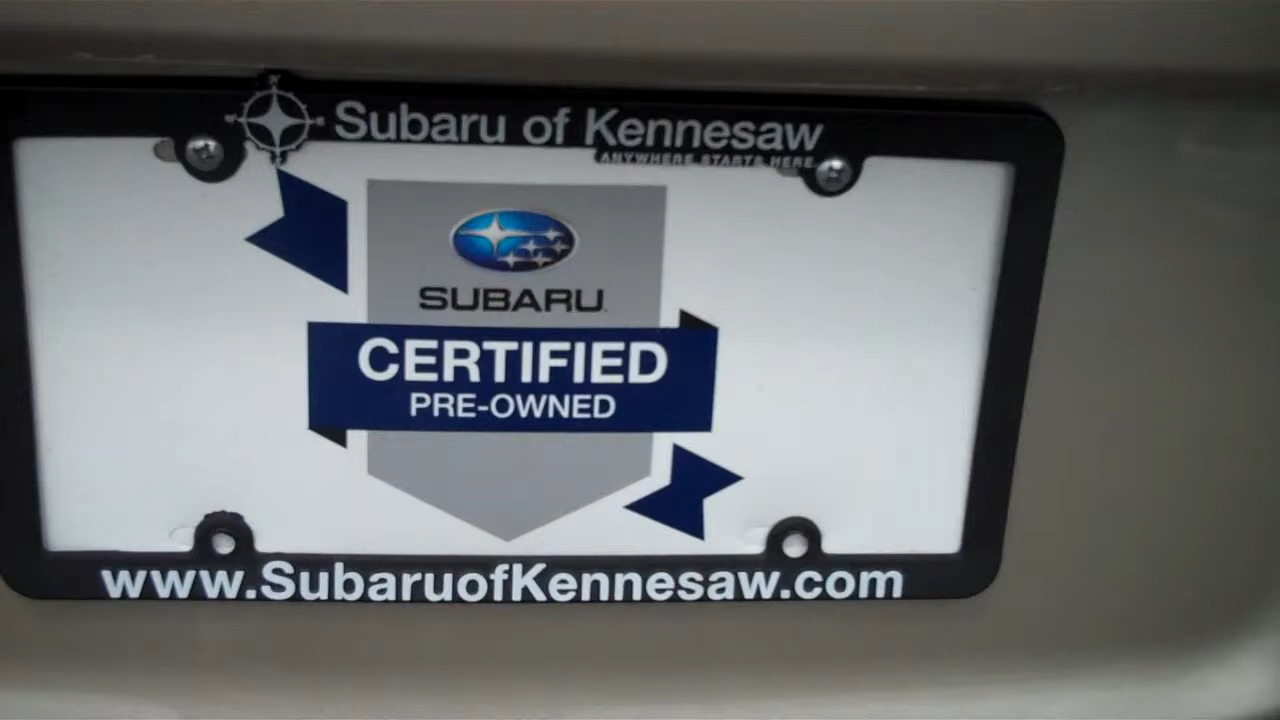 Subaru of Kennesaw
ANYWHERE STARTS HERE
SUBARU
CERTIFIED
PRE-OWNED
www.SubaruofKennesaw.com